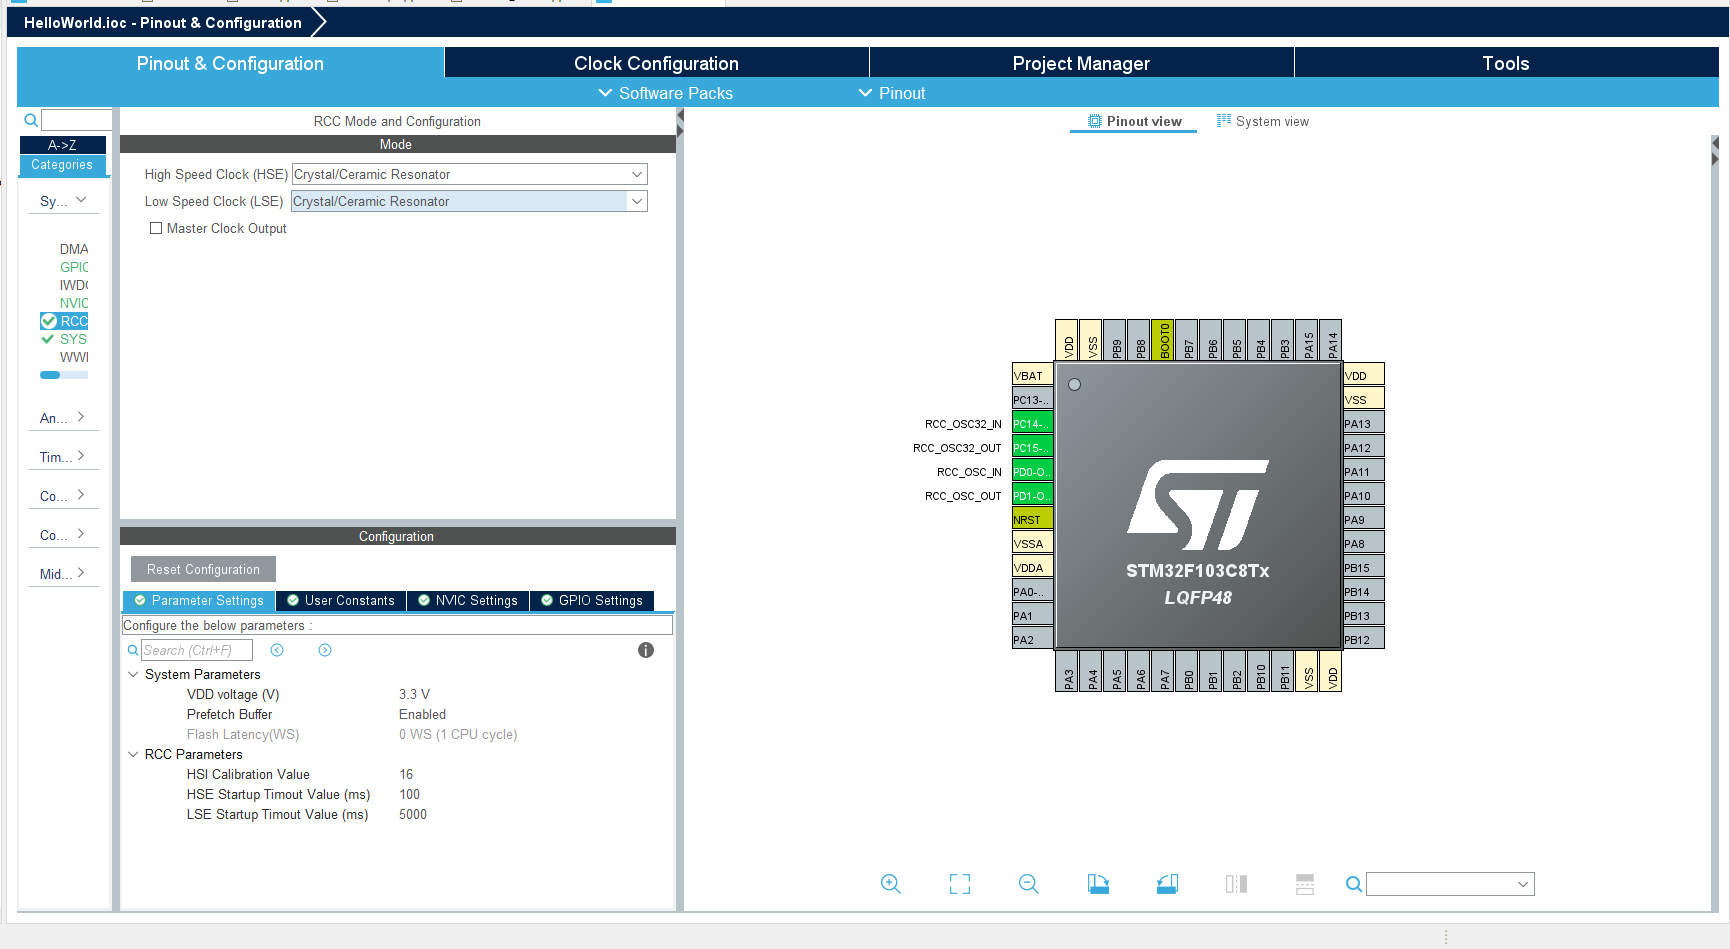 HelloWorld.ioc - Pinout & Configuration
Pinout & Configuration
Clock Configuration
Project Manager
Tools
Software Packs
Pinout
A->Z
Categories
Sy...
DMA
GPIO
IWDG
NVIC
RCC
SYS
An...
Tim...
Co...
Co...
Mid...
RCC Mode and Configuration
Mode
High Speed Clock (HSE) Crystal/Ceramic Resonator
Low Speed Clock (LSE) Crystal/Ceramic Resonator
Master Clock Output
Configuration
Reset Configuration
Parameter Settings
User Constants
NVIC Settings
GPIO Settings
Configure the below parameters :
Search (Ctrl+F)
System Parameters
VDD voltage (V) 3.3 V
Prefetch Buffer Enabled
Flash Latency(WS) 0 WS (1 CPU cycle)
RCC Parameters
HSI Calibration Value 16
HSE Startup Timout Value (ms) 100
LSE Startup Timout Value (ms) 5000
Pinout view
System view
VDD
VSS
PB9
PB8
BOOT0
PB7
PB6
PB5
PB4
PB3
PA15
PA14
VBAT
PC13-..
RCC_OSC32_IN PC14-..
RCC_OSC32_OUT PC15-..
RCC_OSC_IN PD0-O..
RCC_OSC_OUT PD1-O..
NRST
VSSA
VDDA
PA0-..
PA1
PA2
STM32F103C8Tx
LQFP48
VDD
VSS
PA13
PA12
PA11
PA10
PA9
PA8
PB15
PB14
PB13
PB12
PA3
PA4
PA5
PA6
PA7
PB0
PB1
PB2
PB10
PB11
VSS
VDD